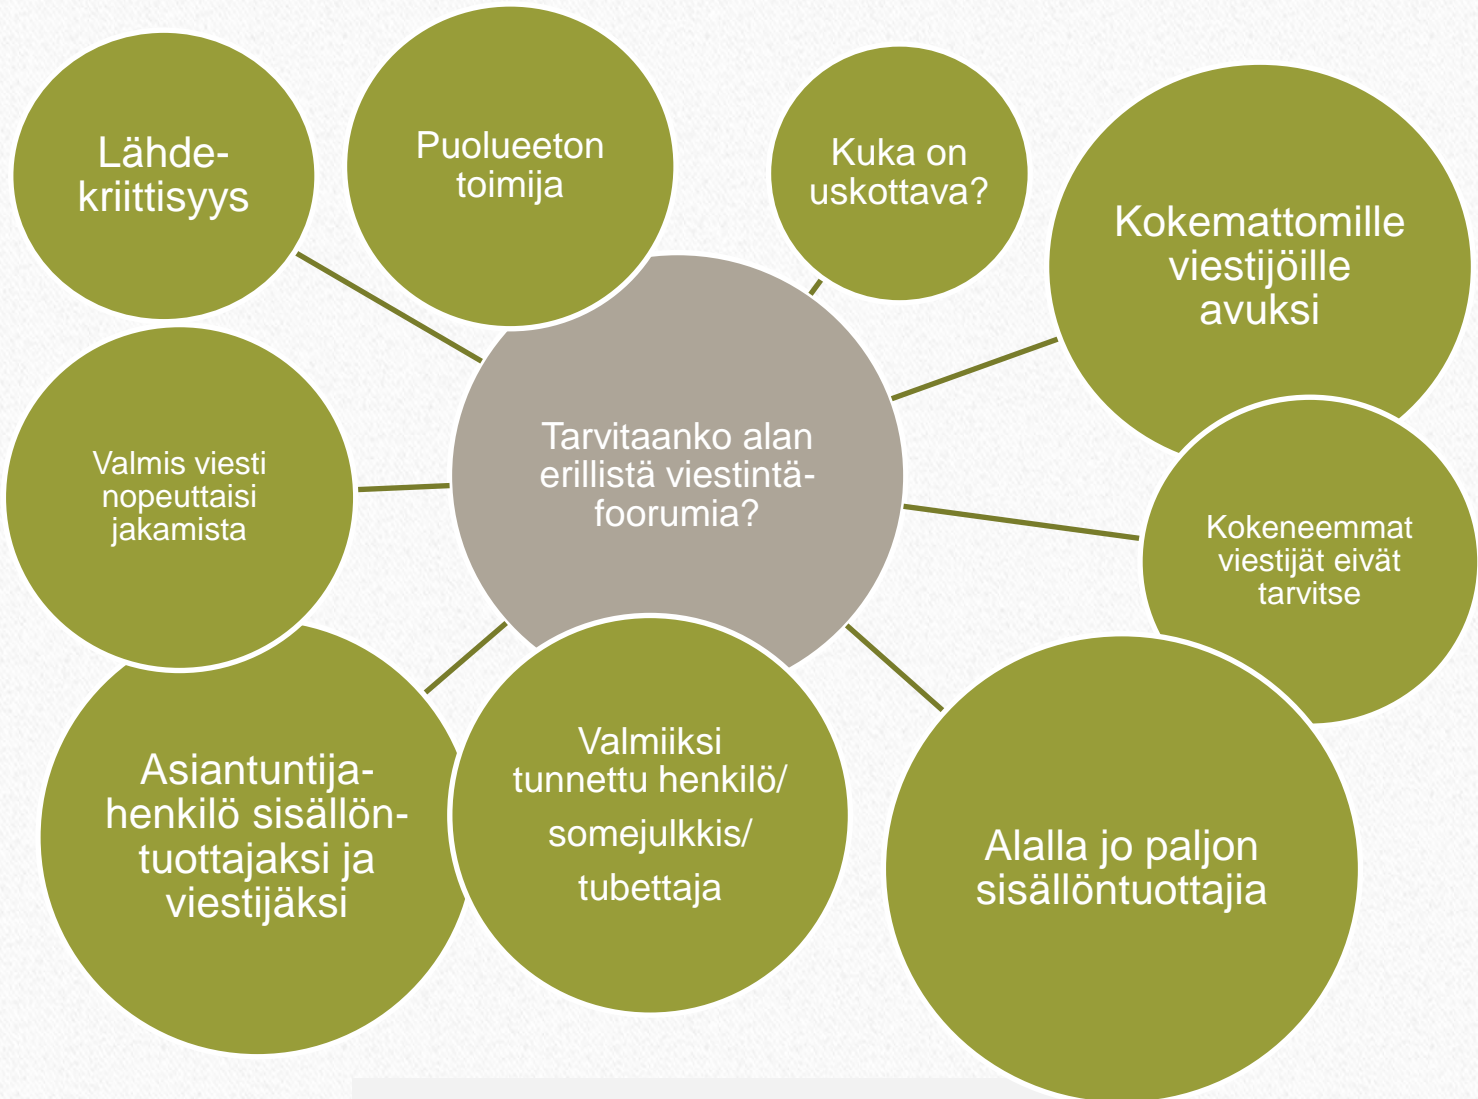 Lähde-
kriittisyys
Puolueeton
toimija
Kuka on
uskottava?
Kokemattomille
viestijöille
avuksi
Valmis viesti
nopeuttaisi
jakamista
Tarvitaanko alan
erillistä viestintä-
foorumia?
Kokeneemmat
viestijät eivät
tarvitse
Asiantuntija-
henkilö sisällön-
tuottajaksi ja
viestijäksi
Valmiiksi
tunnettu henkilö/
somejulkkis/
tubettaja
Alalla jo paljon
sisällöntuottajia